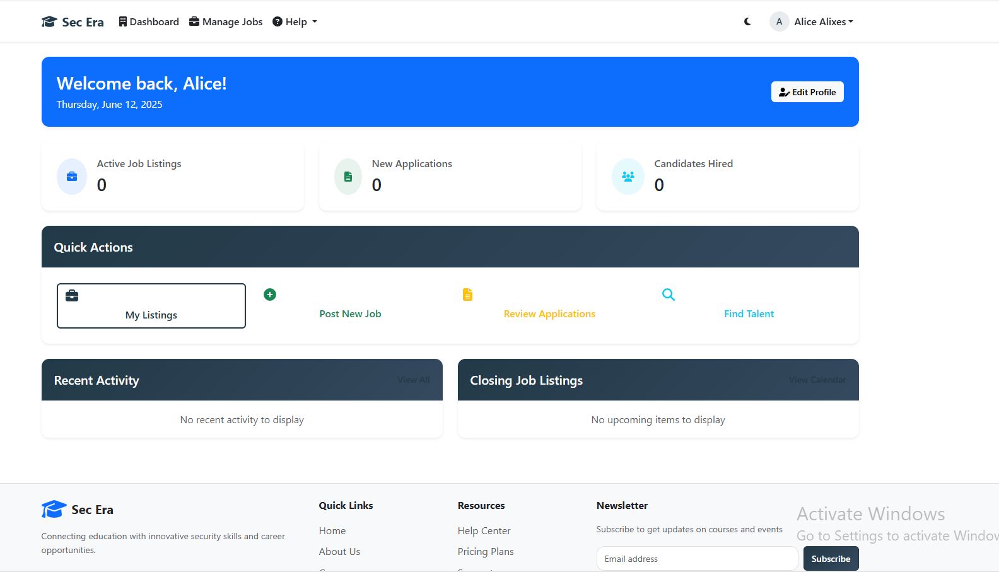 Sec Era Dashboard Manage Jobs Help A Alice Alixes
Welcome back, Alice!
Thursday, June 12, 2025
Edit Profile
Active Job Listings
0
New Applications
0
Candidates Hired
0
Quick Actions
My Listings
Post New Job
Review Applications
Find Talent
Recent Activity
View All
No recent activity to display
Closing Job Listings
View Calendar
No upcoming items to display
Sec Era
Connecting education with innovative security skills and career
opportunities.
Quick Links
Home
About Us
Resources
Help Center
Pricing Plans
Newsletter
Subscribe to get updates on courses and events
Email address
Subscribe
Activate Windows
Go to Settings to activate Window